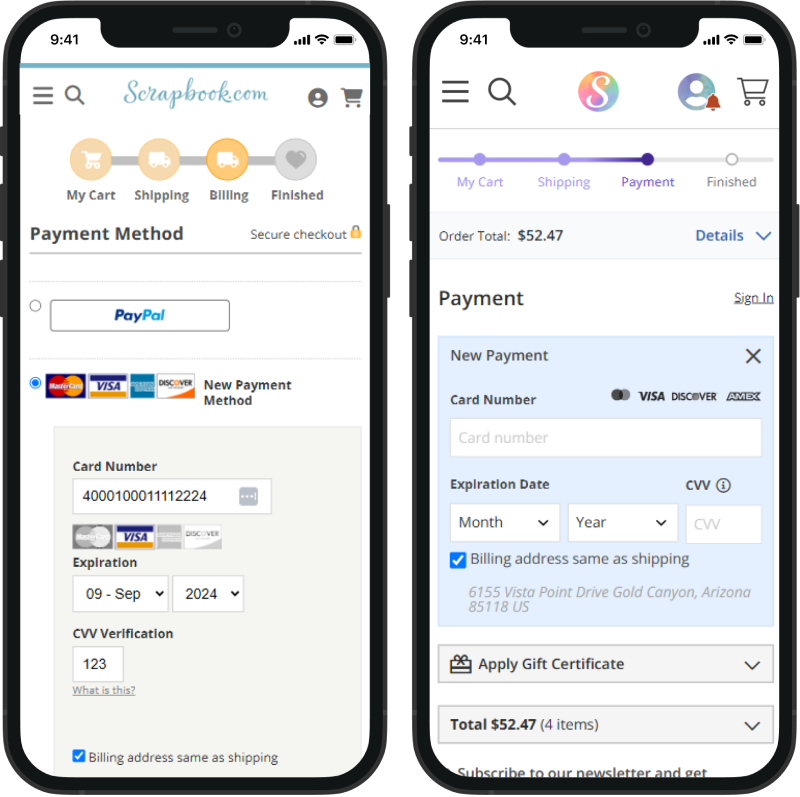 9:41
Scrapbook.com
My Cart Shipping Billing Finished
Payment Method Secure checkout
PayPal
MasterCard VISA DISCOVER New Payment
Method
Card Number
4000100011112224
MasterCard VISA DISCOVER
Expiration
09 - Sep 2024
CVV Verification
123
What is this?
Billing address same as shipping
9:41
S
My Cart Shipping Payment Finished
Order Total: $52.47 Details
Payment Sign In
New Payment
Card Number VISA DISCOVER AMEX
Card number
Expiration Date CVV
Month Year CVV
Billing address same as shipping
6155 Vista Point Drive Gold Canyon, Arizona
85118 US
Apply Gift Certificate
Total $52.47 (4 items)
Subscribe to our newsletter and get